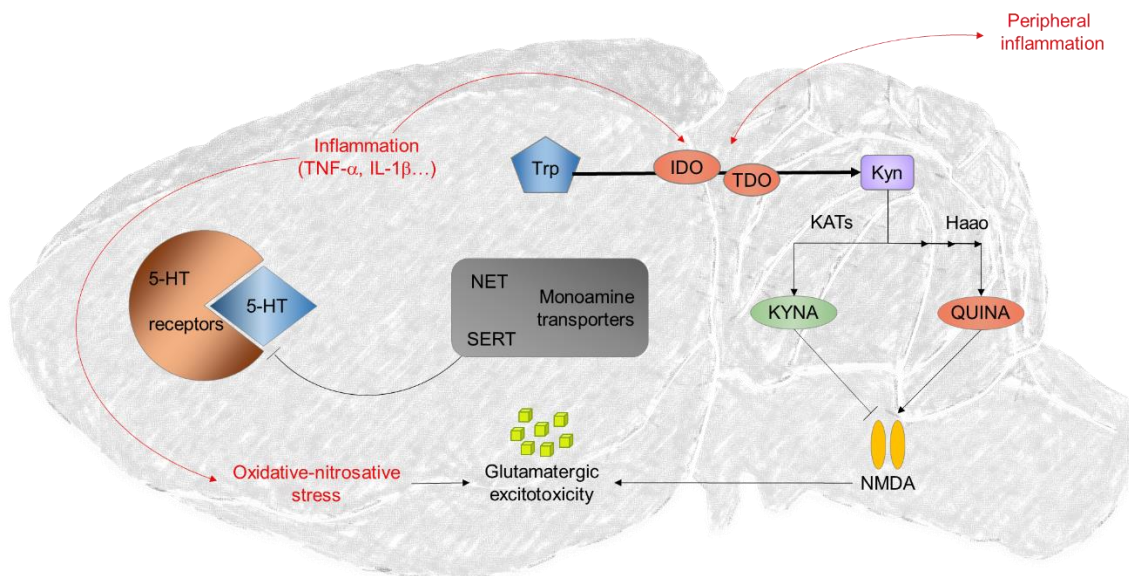 Peripheral
inflammation
Inflammation
(TNF-α, IL-1β…)
Trp
IDO
TDO
Kyn
KATs
Haao
5-HT
receptors
5-HT
NET
Monoamine
transporters
SERT
KYNA
QUINA
Oxidative-nitrosative
stress
Glutamatergic
excitotoxicity
NMDA